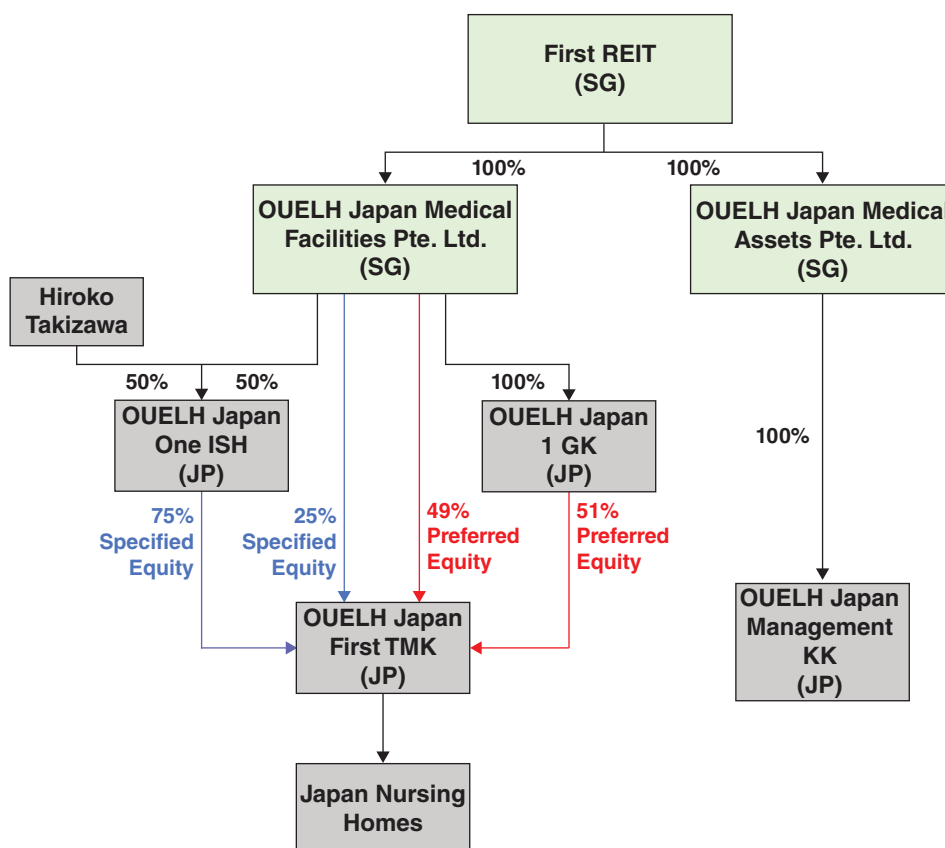 First REIT
(SG)
100%
100%
OUELH Japan Medical
Facilities Pte. Ltd.
(SG)
OUELH Japan Medical
Assets Pte. Ltd.
(SG)
Hiroko
Takizawa
50%
50%
100%
OUELH Japan
One ISH
(JP)
OUELH Japan
1 GK
(JP)
100%
75%
Specified
Equity
25%
Specified
Equity
49%
Preferred
Equity
51%
Preferred
Equity
OUELH Japan
First TMK
(JP)
OUELH Japan
Management
KK
(JP)
Japan Nursing
Homes